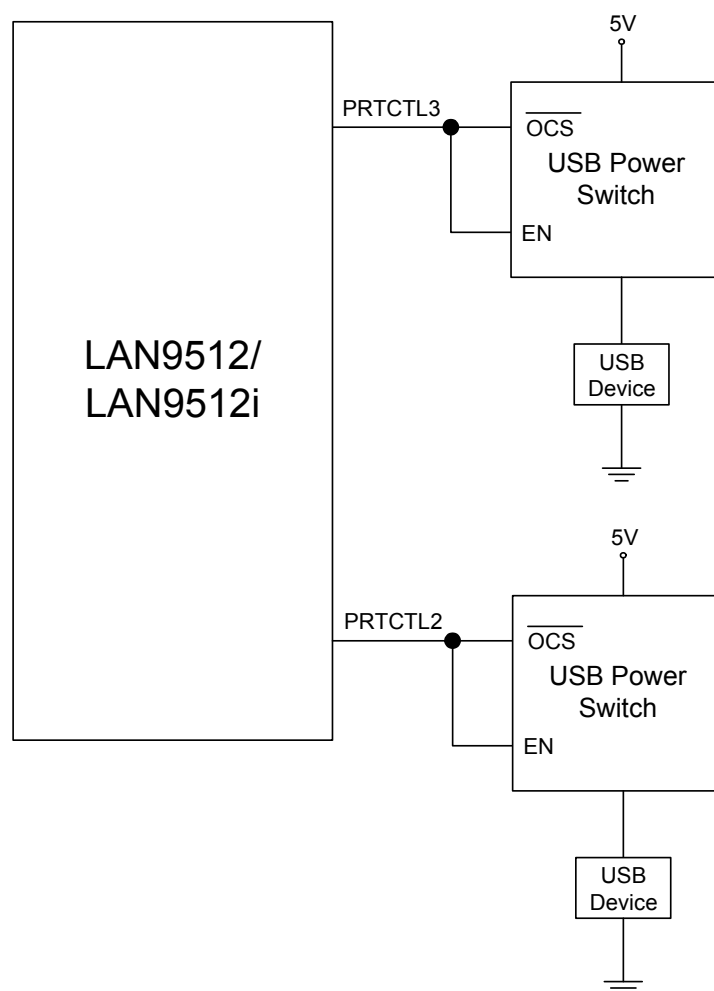 5V
PRTCTL3
OCS
USB Power
Switch
EN
LAN9512/
LAN9512i
USB
Device
5V
PRTCTL2
OCS
USB Power
Switch
EN
USB
Device